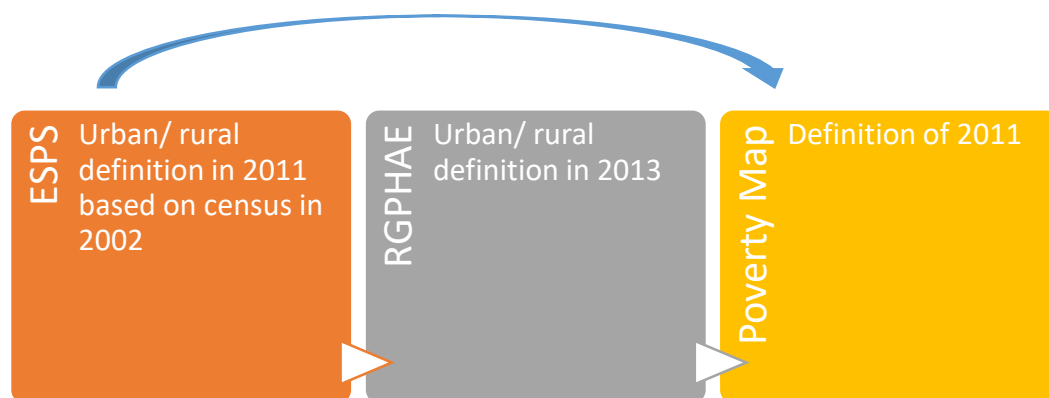 ESPS
Urban/ rural
definition in 2011
based on census in
2002
RGPHAE
Urban/ rural
definition in 2013
Poverty Map
Definition of 2011